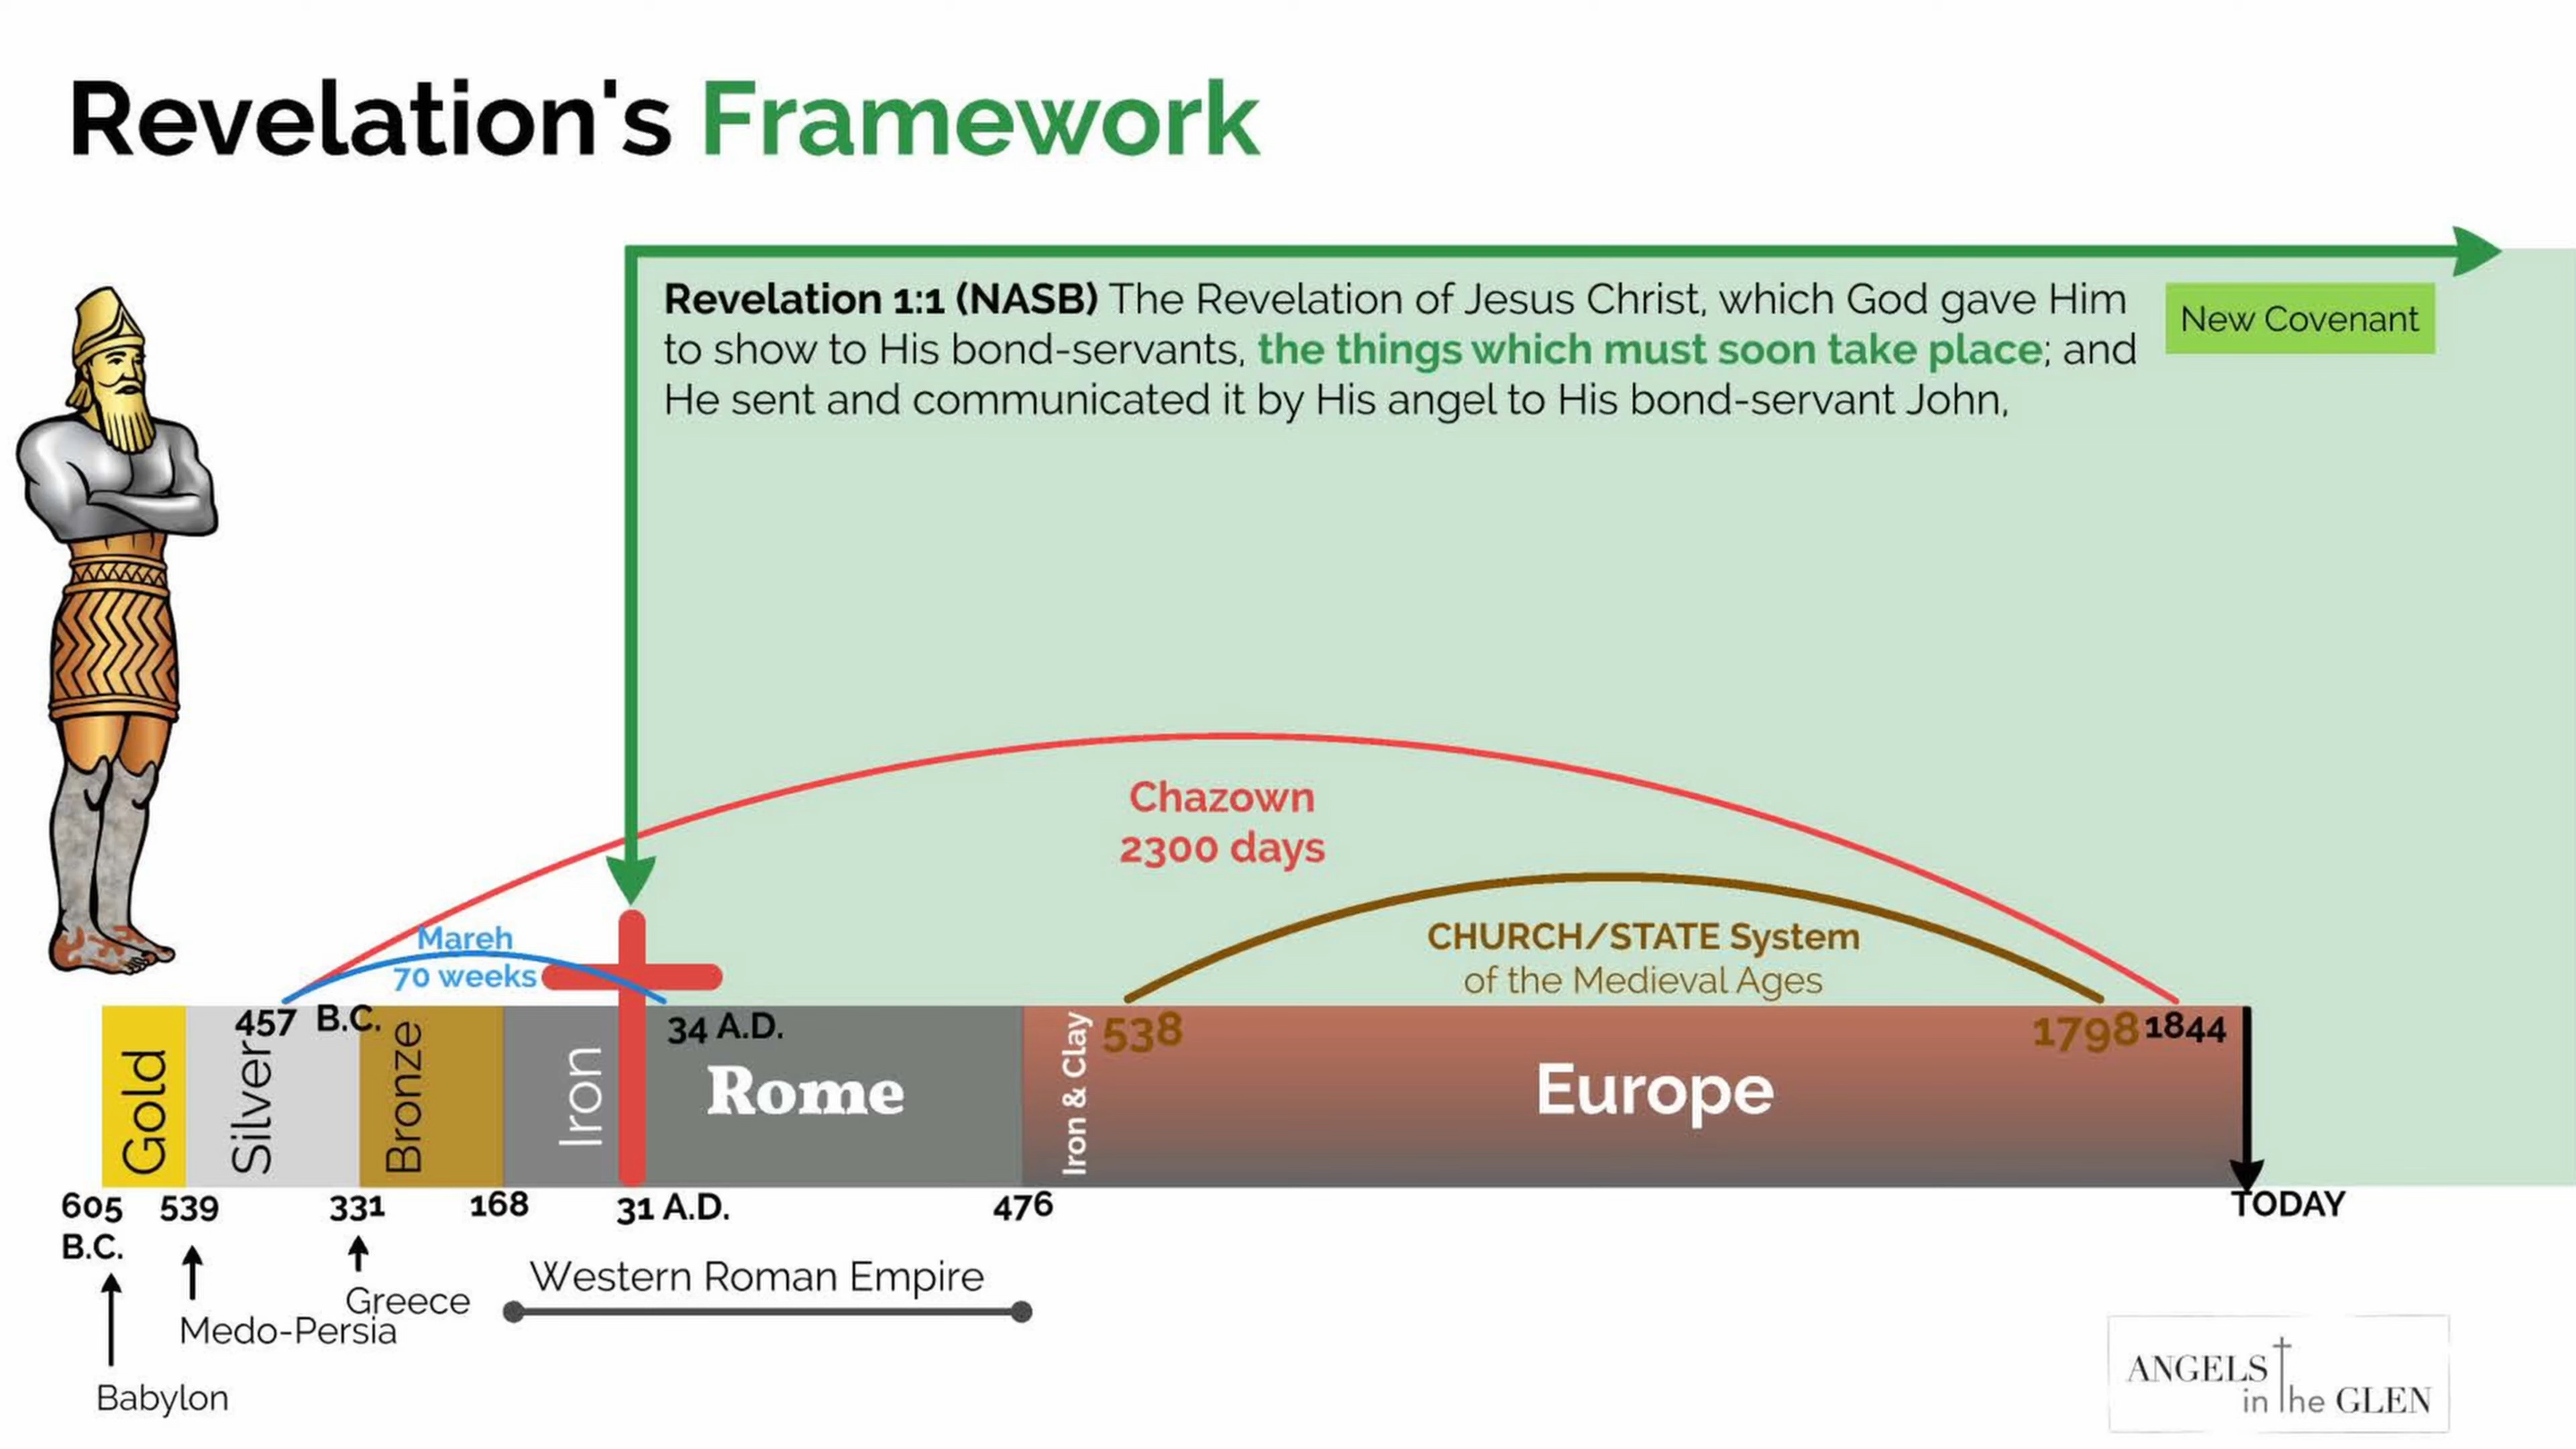 Revelation's Framework
Revelation 1:1 (NASB) The Revelation of Jesus Christ, which God gave Him
to show to His bond-servants, the things which must soon take place; and
He sent and communicated it by His angel to His bond-servant John,
New Covenant
Chazown
2300 days
Mareh
70 weeks
CHURCH/STATE System
of the Medieval Ages
457 B.C.
34 A.D.
538
1798
1844
Gold
Silver
Bronze
Iron
Rome
Iron & Clay
Europe
605
B.C.
539
331
168
31 A.D.
476
TODAY
Western Roman Empire
Greece
Medo-Persia
Babylon
ANGELS
in the GLEN